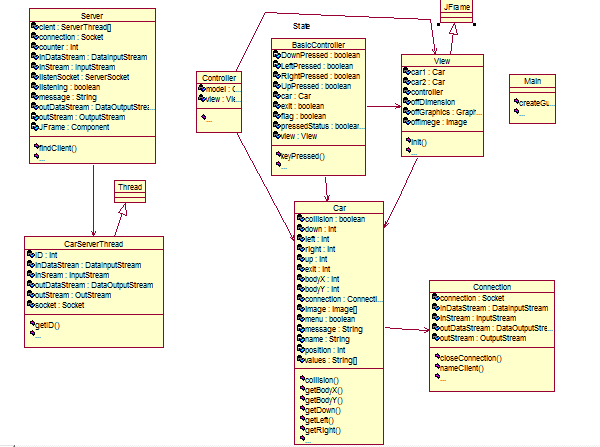 Server
clent : ServerThread[]
connection : Socket
counter : int
inDataStream : DataInputStream
inStream : InputStream
listenSocket : ServerSocket
listening : boolean
message : String
outDataStream : DataOutputStre...
outStream : OutputStream
JFrame : Component
findClient()
...
Thread
CarServerThread
ID : Int
inDataStrean : DataInputStream
inSream : InputStream
outDataStream : DataOutputStream
outStream : OutStream
socket : Socket
getID()
...
Controller
model : C...
view : Vie...
...
State
BasicController
DownPressed : boolean
LeftPressed : boolean
RightPressed : boolean
UpPressed : boolean
car : Car
exit : boolean
flag : boolean
pressedStatus : boolear...
view : View
keyPressed()
...
JFrame
View
car1 : Car
car2 : Car
controller
offDimension
offGraphics : Graph...
offImege : Image
Init()
...
Main
createGu...
...
Car
collision : boolean
down : Int
left : Int
right : Int
up : Int
exit : Int
bodyX : Int
bodyY : Int
connection : Connecti...
image : Image[]
menu : boolean
message : String
name : String
position : Int
values : String[]
collision()
getBodyX()
getBodyY()
getDown()
getLeft()
getRight()
...
Connection
connection : Socket
inDataStream : DataInputStream
inStream : InputStream
outDataStream : DataOutputStre...
outStream : OutputStream
closeConnection()
nameClient()
...